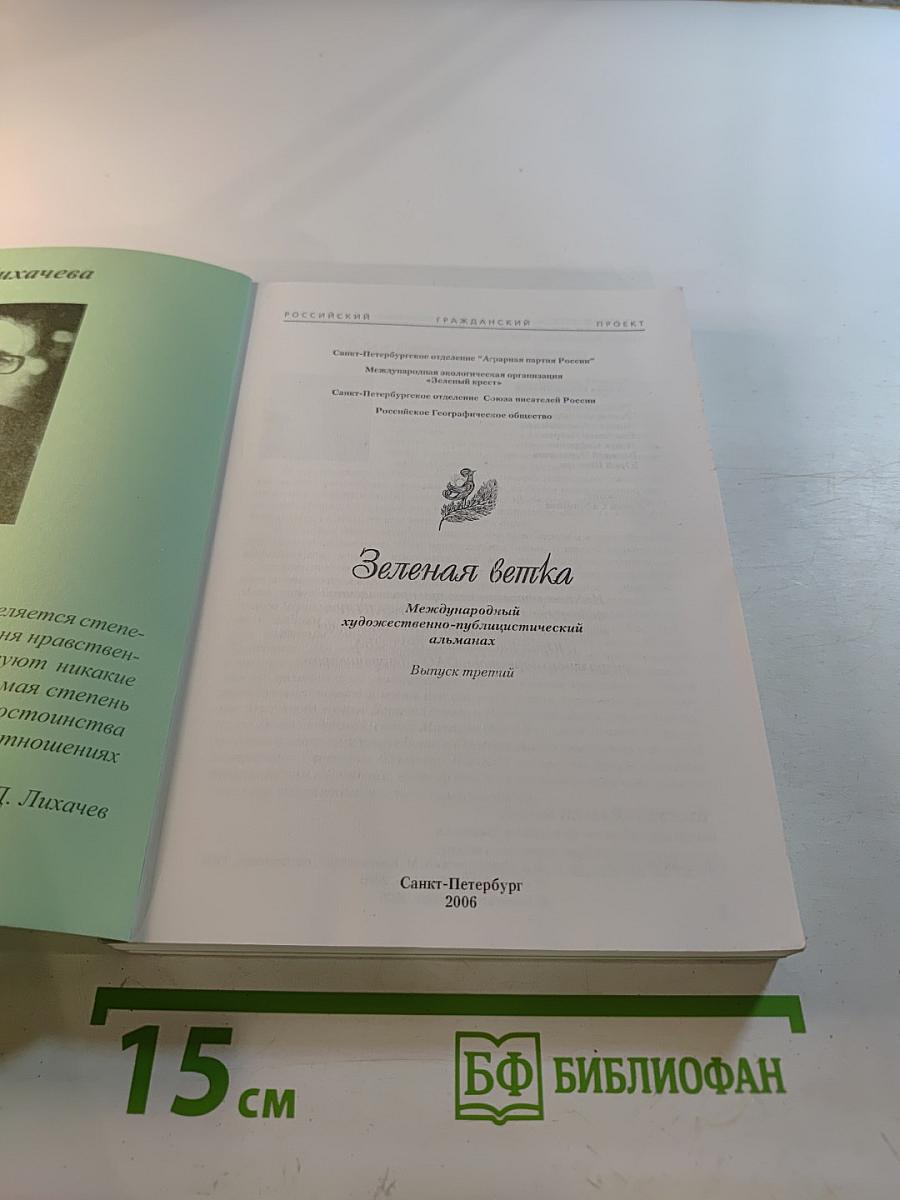 ихачева
еляется степе-
ня нравствен-
уют никакие
мая степень
остоинства
тношениях
Д. Лихачев
РОССИЙСКИЙ ГРАЖДАНСКИЙ ПРОЕКТ
Санкт-Петербургское отделение "Аграрная партия России"
Международная экологическая организация
«Зеленый крест»
Санкт-Петербургское отделение Союза писателей России
Российское Географическое общество
Зеленая ветка
Международный
художественно-публицистический
альманах
Выпуск третий
Санкт-Петербург
2006
15 см
БФ БИБЛИОФАН